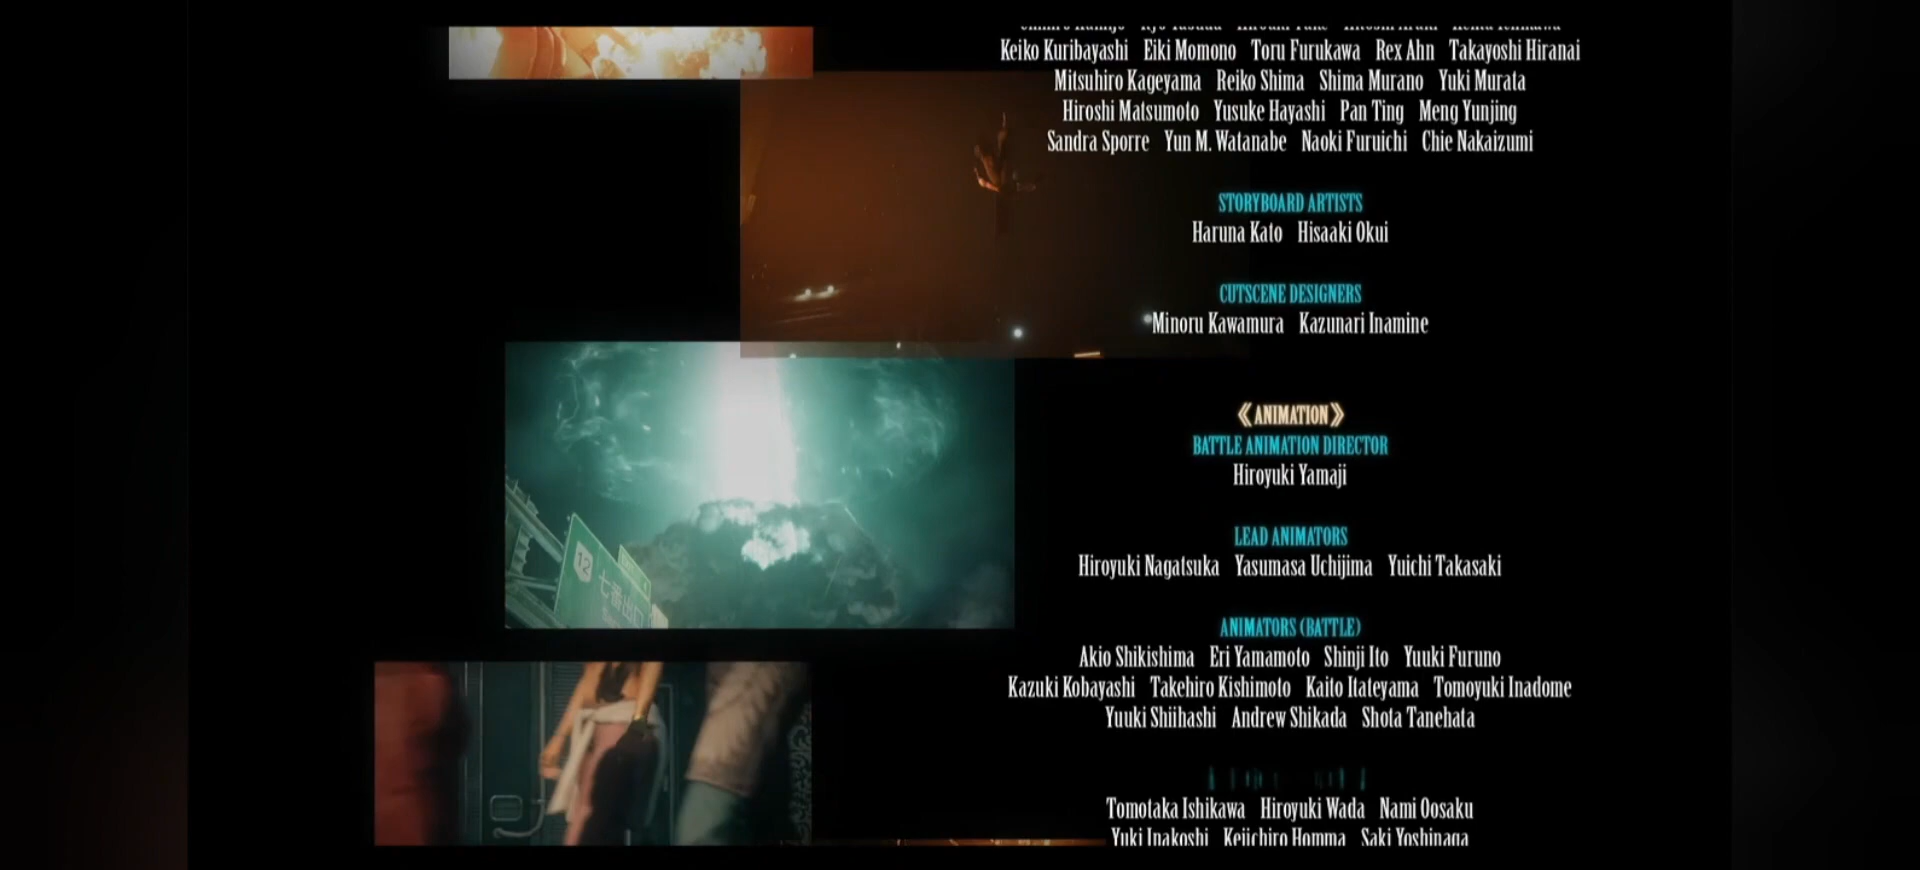 Keiko Kuribayashi Eiki Momono Toru Furukawa Rex Ahn Takayoshi Hiranai
Mitsuhiro Kageyama Reiko Shima Shima Murano Yuki Murata
Hiroshi Matsumoto Yusuke Hayashi Pan Ting Meng Yunjing
Sandra Sporre Yun M. Watanabe Naoki Furuichi Chie Nakaizumi
STORYBOARD ARTISTS
Haruna Kato Hisaaki Okui
CUTSCENE DESIGNERS
Minoru Kawamura Kazunari Inamine
《ANIMATION》
BATTLE ANIMATION DIRECTOR
Hiroyuki Yamaji
LEAD ANIMATORS
Hiroyuki Nagatsuka Yasumasa Uchijima Yuichi Takasaki
ANIMATORS (BATTLE)
Akio Shikishima Eri Yamamoto Shinji Ito Yuuki Furuno
Kazuki Kobayashi Takehiro Kishimoto Kaito Itateyama Tomoyuki Inadome
Yuuki Shiihashi Andrew Shikada Shota Tanehata
Tomotaka Ishikawa Hiroyuki Wada Nami Oosaku
Yuki Inakoshi Keiichiro Homma Saki Yoshinaga
12
七番出口